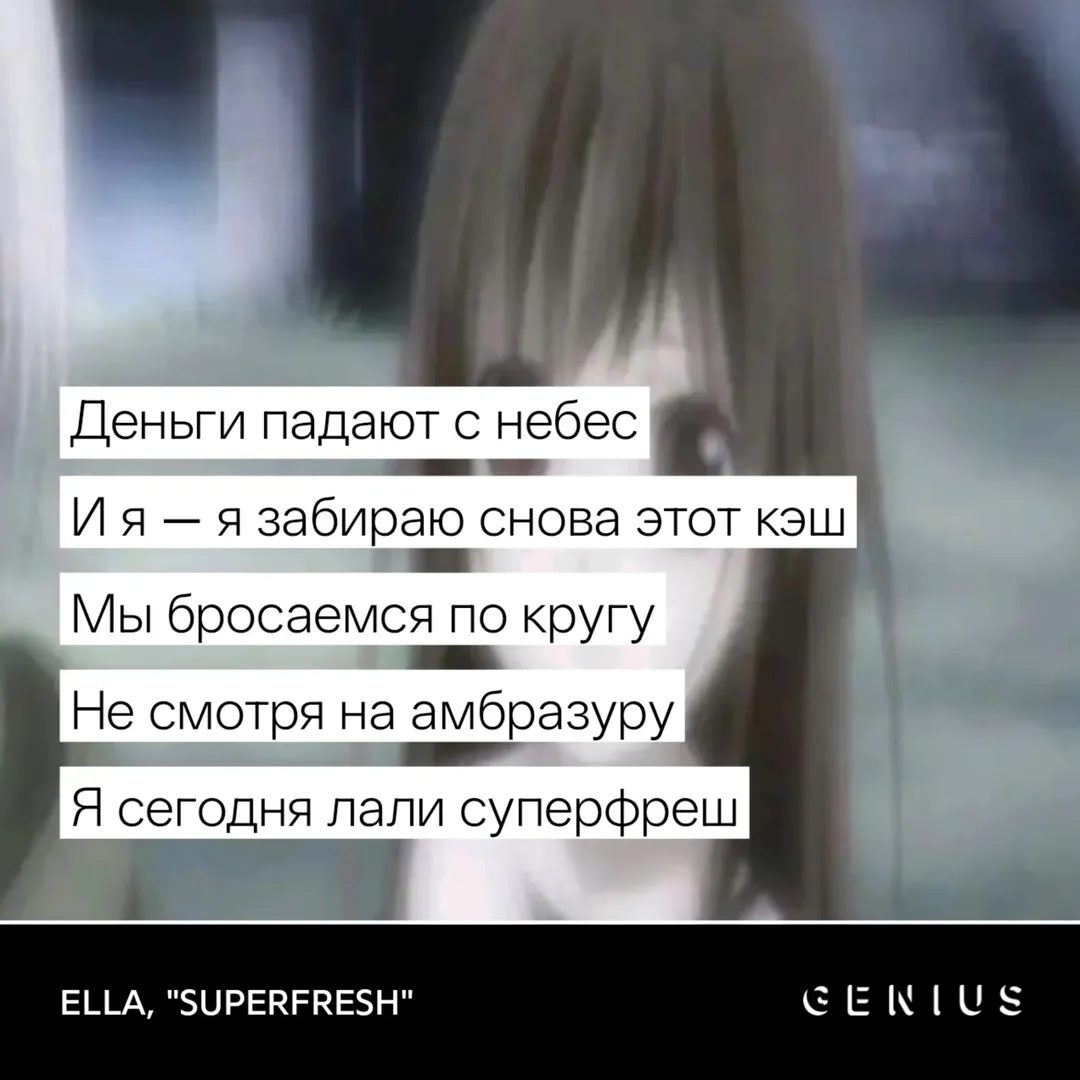 Деньги падают с небес
И я — я забираю снова этот кэш
Мы бросаемся по кругу
Не смотря на амбразуру
Я сегодня лали суперфреш
ELLA, "SUPERFRESH"
GENIUS